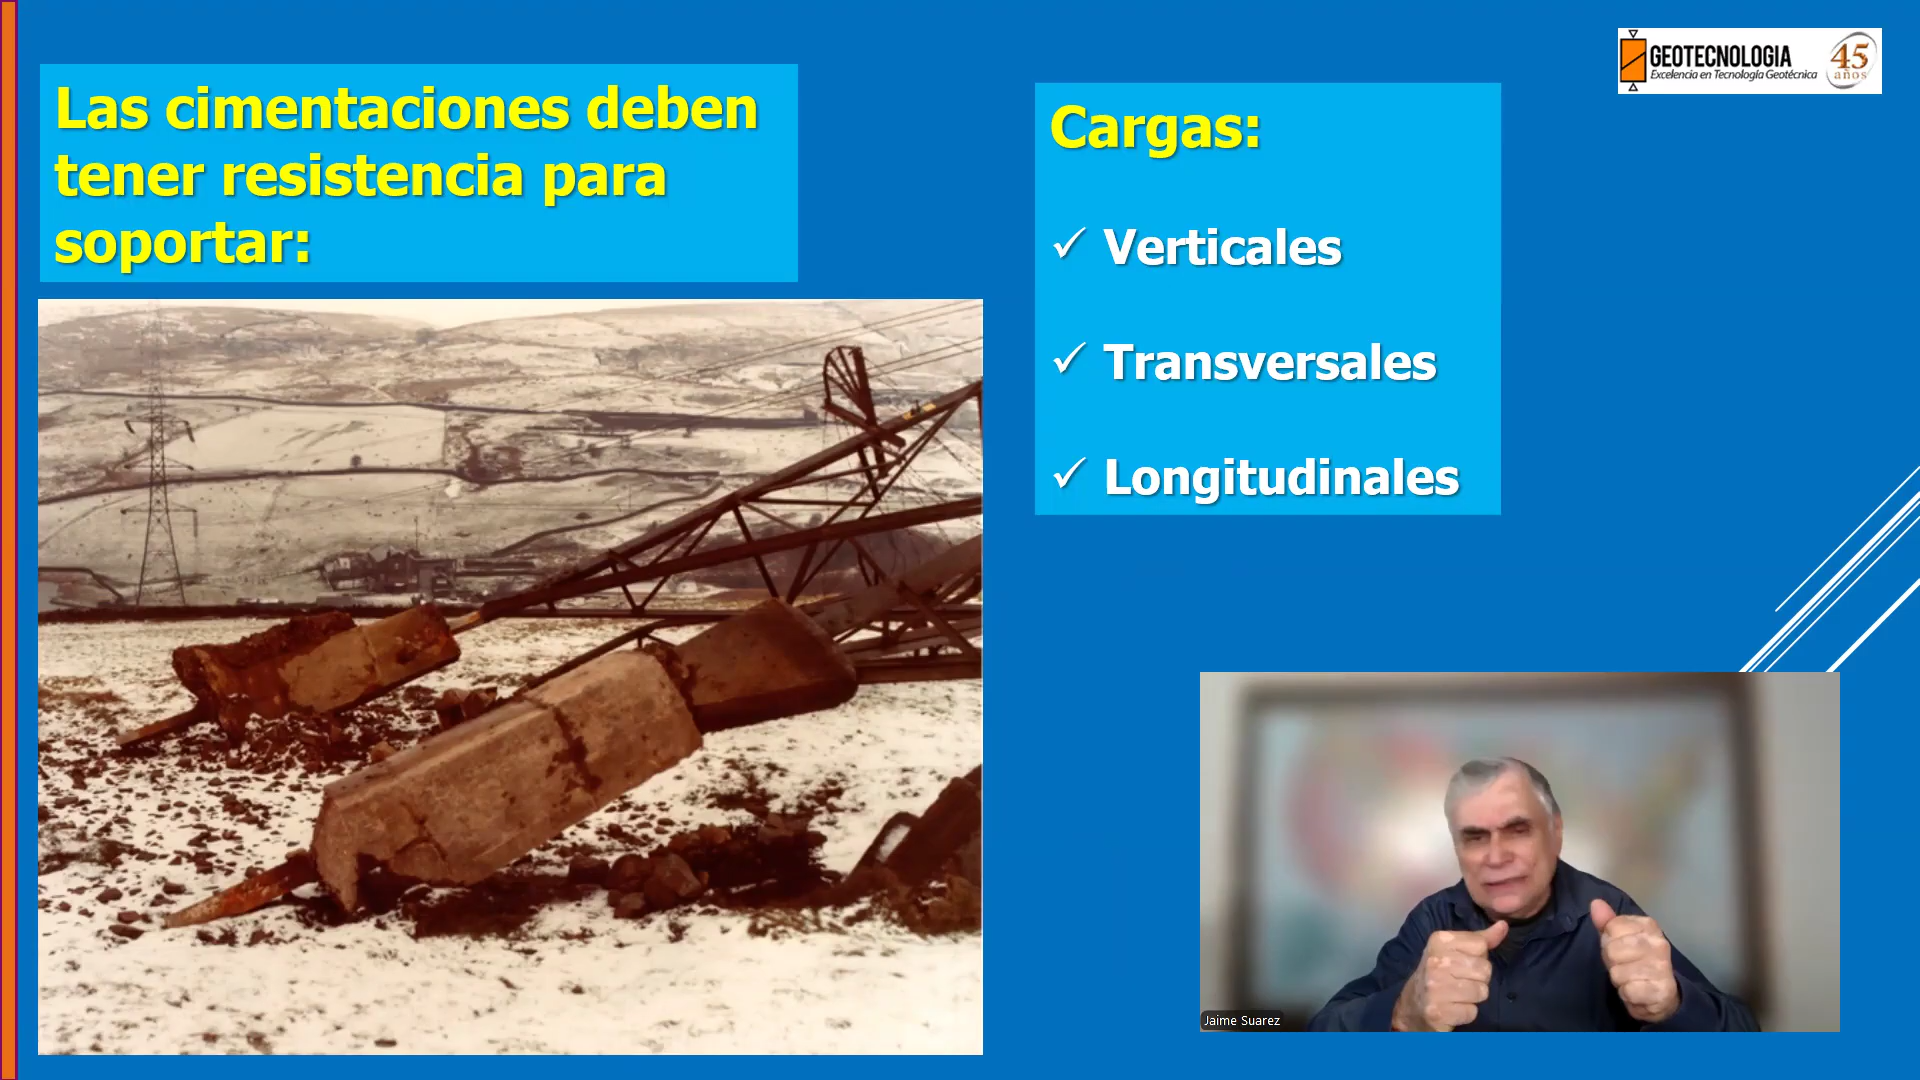 Las cimentaciones deben
tener resistencia para
soportar:
GEOTECNOLOGIA
Excelencia en Tecnología Geotécnica
45
años
Cargas:
✓ Verticales
✓ Transversales
✓ Longitudinales
Jaime Suarez